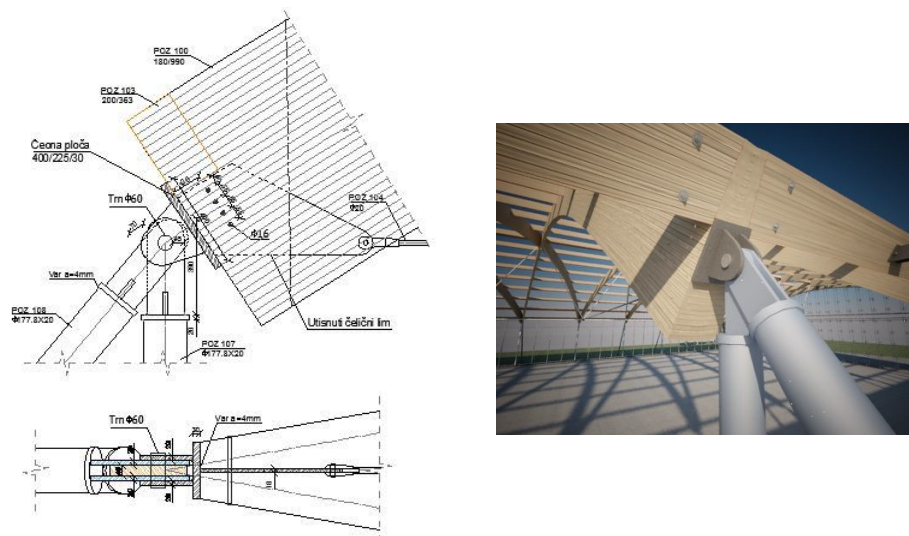 POZ 100
180/990
POZ 103
200/363
Čeona ploča
400/225/30
Trn Φ60
POZ 104
Φ20
Φ16
Var a=4mm
POZ 108
Φ177.8X20
Utisnuti čelični lim
POZ 107
Φ177.8X20
Trn Φ60
Var a=4mm